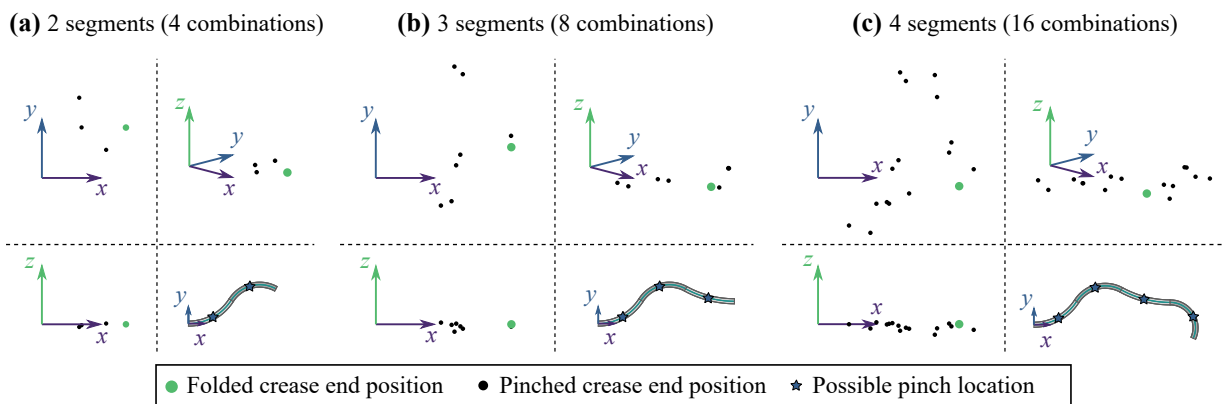 (a) 2 segments (4 combinations)
(b) 3 segments (8 combinations)
(c) 4 segments (16 combinations)
y
x
z
y
x
z
x
y
x
y
x
z
y
x
z
x
y
x
y
x
z
y
x
z
x
y
x
Folded crease end position
Pinched crease end position
Possible pinch location